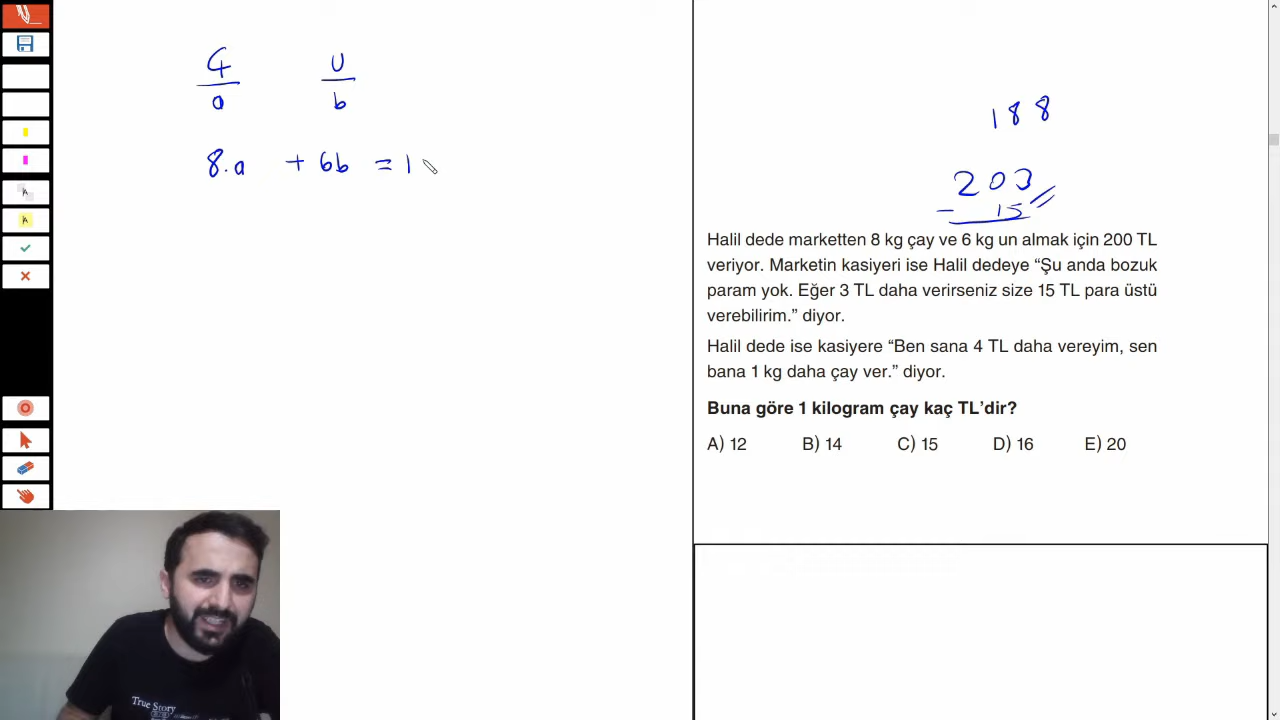 Ç U
a b
8.a + 6b = 1
188
203
- 15
Halil dede marketten 8 kg çay ve 6 kg un almak için 200 TL
veriyor. Marketin kasiyeri ise Halil dedeye “Şu anda bozuk
param yok. Eğer 3 TL daha verirseniz size 15 TL para üstü
verebilirim.” diyor.
Halil dede ise kasiyere “Ben sana 4 TL daha vereyim, sen
bana 1 kg daha çay ver.” diyor.
Buna göre 1 kilogram çay kaç TL’dir?
A) 12 B) 14 C) 15 D) 16 E) 20
True Story